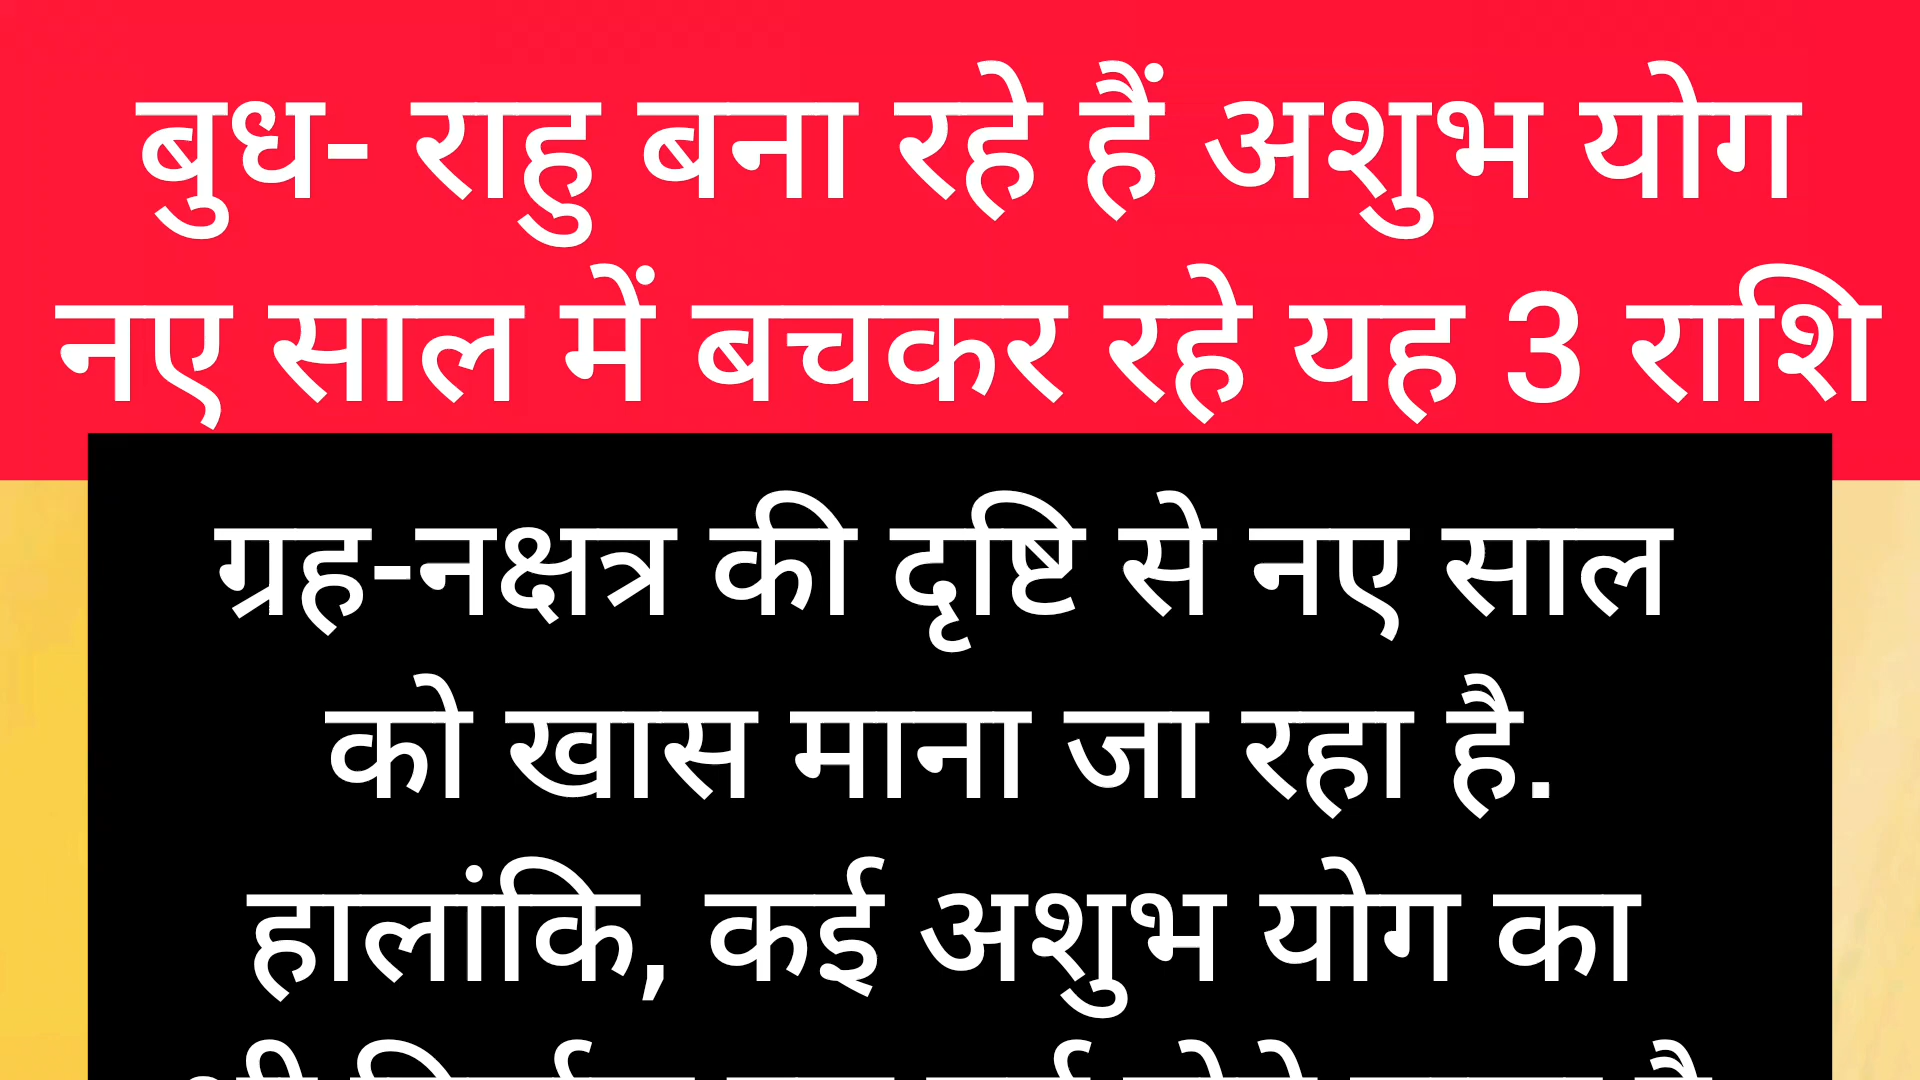 बुध- राहु बना रहे हैं अशुभ योग
नए साल में बचकर रहे यह 3 राशि
ग्रह-नक्षत्र की दृष्टि से नए साल
को खास माना जा रहा है.
हालांकि, कई अशुभ योग का